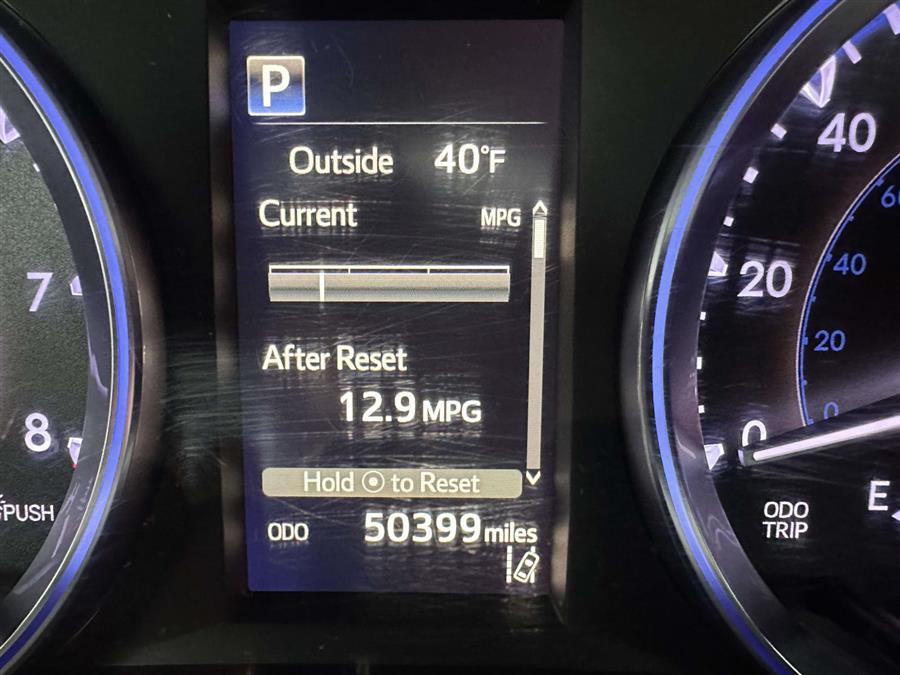 P
Outside 40°F
Current MPG
After Reset
12.9 MPG
Hold ⊙ to Reset
ODO 50399 miles
7
8
PUSH
40
20
0
60
40
20
0
ODO
TRIP
E